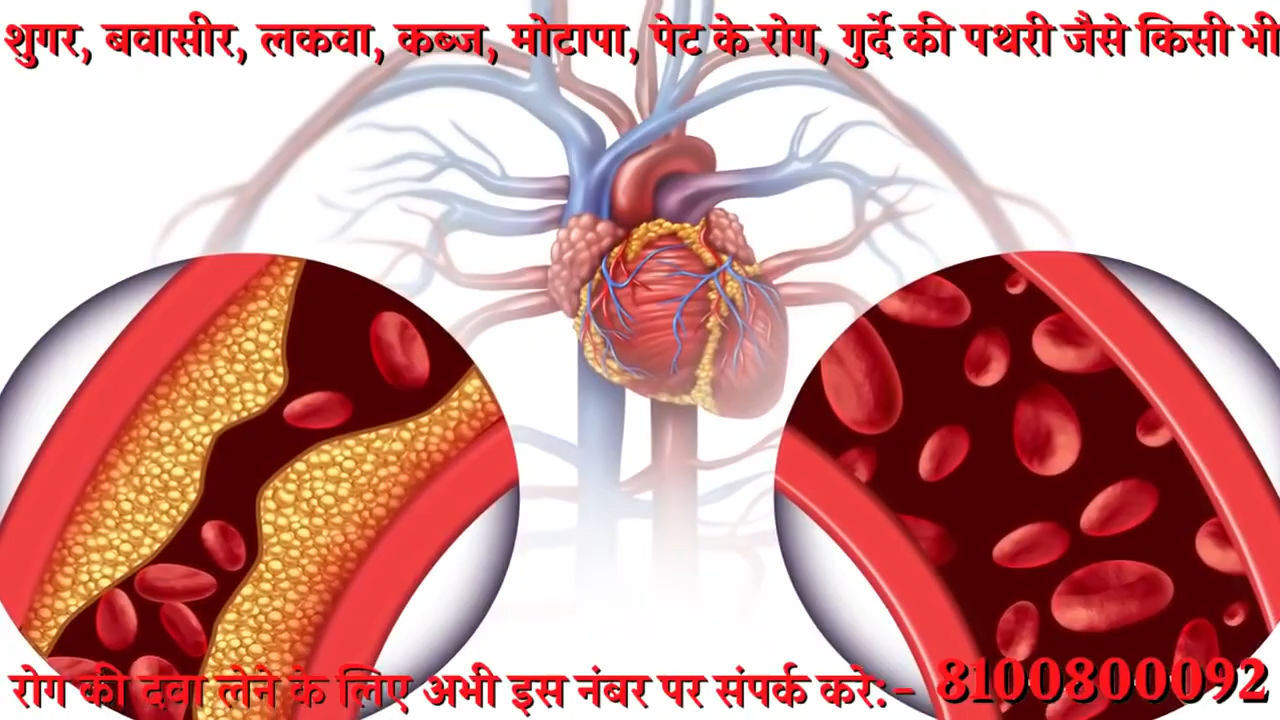 शुगर, बवासीर, लकवा, कब्ज, मोटापा, पेट के रोग, गुर्दे की पथरी जैसे किसी भी
रोग की दवा लेने के लिए अभी इस नंबर पर संपर्क करे:- 8100800092